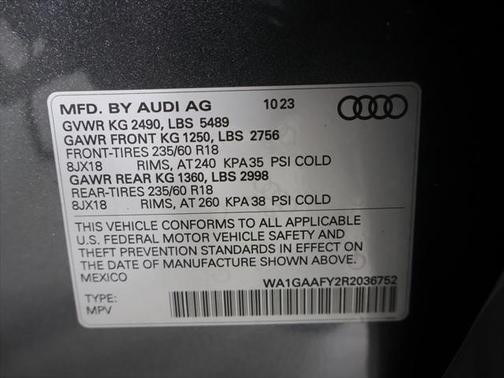 MFD. BY AUDI AG 10 23
GVWR KG 2490, LBS 5489
GAWR FRONT KG 1250, LBS 2756
FRONT-TIRES 235/60 R18
8JX18 RIMS, AT 240 KPA 35 PSI COLD
GAWR REAR KG 1360, LBS 2998
REAR-TIRES 235/60 R18
8JX18 RIMS, AT 260 KPA 38 PSI COLD
THIS VEHICLE CONFORMS TO ALL APPLICABLE
U.S. FEDERAL MOTOR VEHICLE SAFETY AND
THEFT PREVENTION STANDARDS IN EFFECT ON THE
DATE OF MANUFACTURE SHOWN ABOVE.
MEXICO
WA1GAAFY2R2036752
TYPE:
MPV